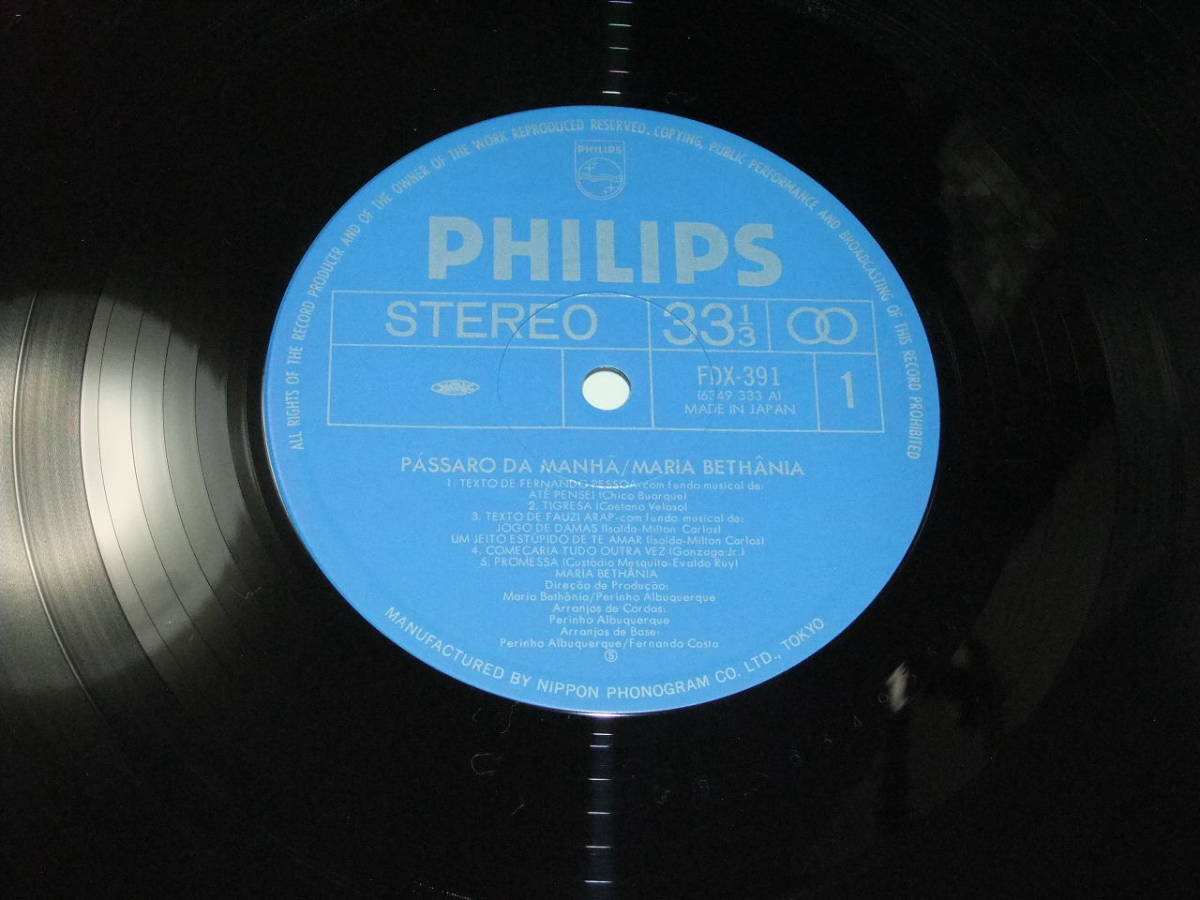 ALL RIGHTS OF THE RECORD PRODUCER AND OF THE OWNER OF THE WORK REPRODUCED RESERVED. COPYING, PUBLIC PERFORMANCE AND BROADCASTING OF THIS RECORD PROHIBITED
PHILIPS
PHILIPS
STEREO 33 1/3
FDX-391
(6349 333 A)
MADE IN JAPAN
1
PÁSSARO DA MANHÃ/MARIA BETHÂNIA
1. TEXTO DE FERNANDO PESSOA-com fundo musical de:
ATÉ PENSEI (Chico Buarque)
2. TIGRESA (Caetano Veloso)
3. TEXTO DE FAUZI ARAP-com fundo musical de:
JOGO DE DAMAS (Isolda-Milton Carlos)
UM JEITO ESTÚPIDO DE TE AMAR (Isolda-Milton Carlos)
4. COMEÇARIA TUDO OUTRA VEZ (Gonzaga Jr.)
5. PROMESSA (Custódio Mesquita-Evaldo Ruy)
MARIA BETHÂNIA
Direção de Produção:
Maria Bethânia/Perinho Albuquerque
Arranjos de Cordas:
Perinho Albuquerque
Arranjos de Base:
Perinho Albuquerque/Fernando Costa
Ⓢ
MANUFACTURED BY NIPPON PHONOGRAM CO. LTD., TOKYO